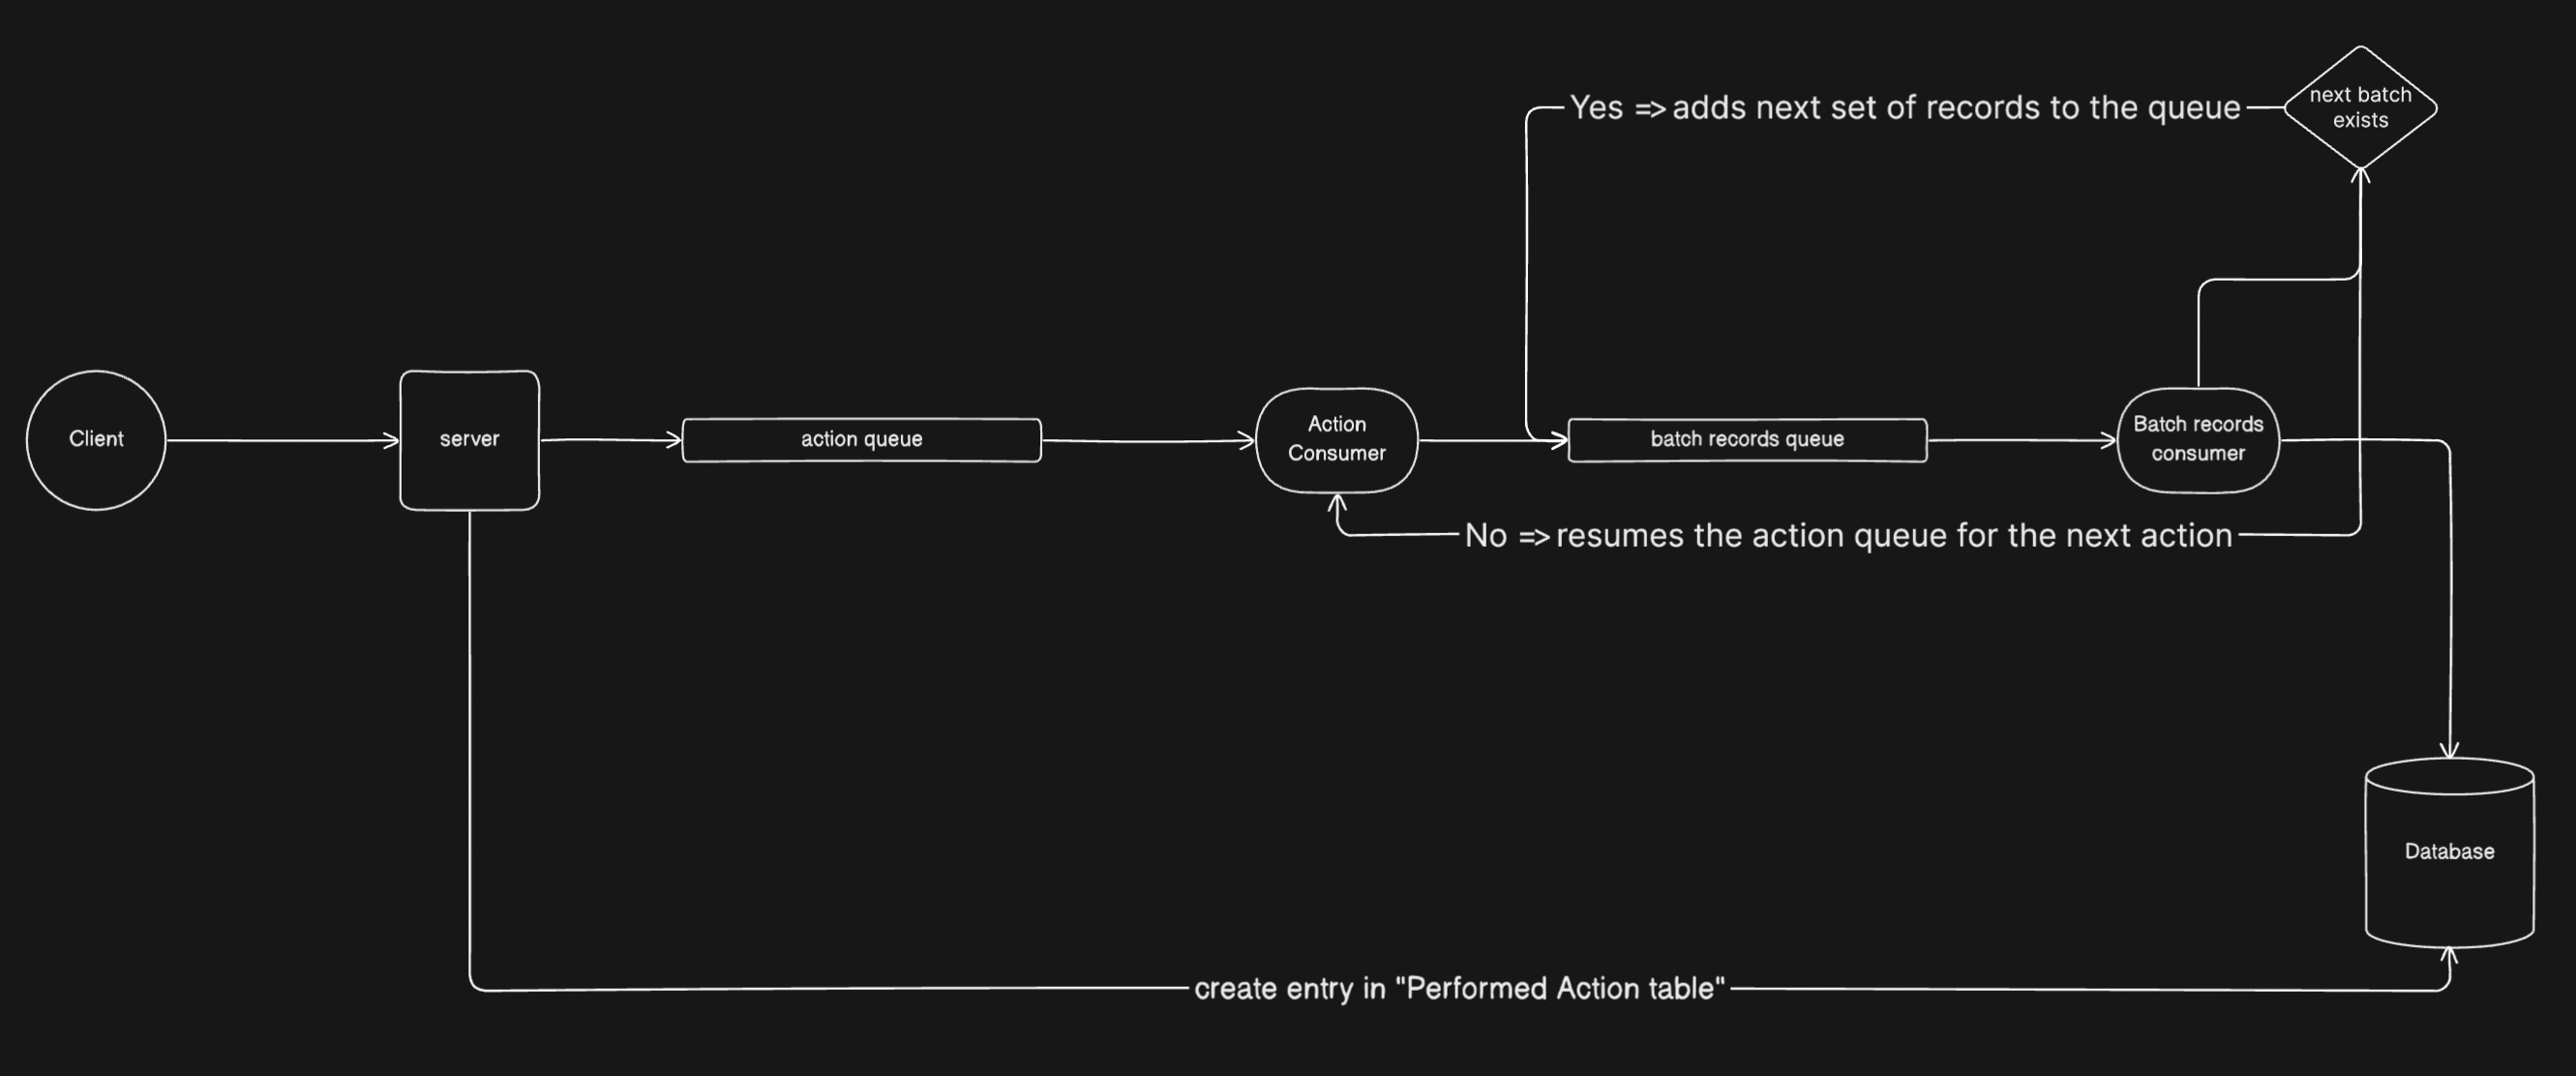 next batch
exists
Yes => adds next set of records to the queue
Client
server
action queue
Action
Consumer
batch records queue
Batch records
consumer
No => resumes the action queue for the next action
Database
create entry in "Performed Action table"